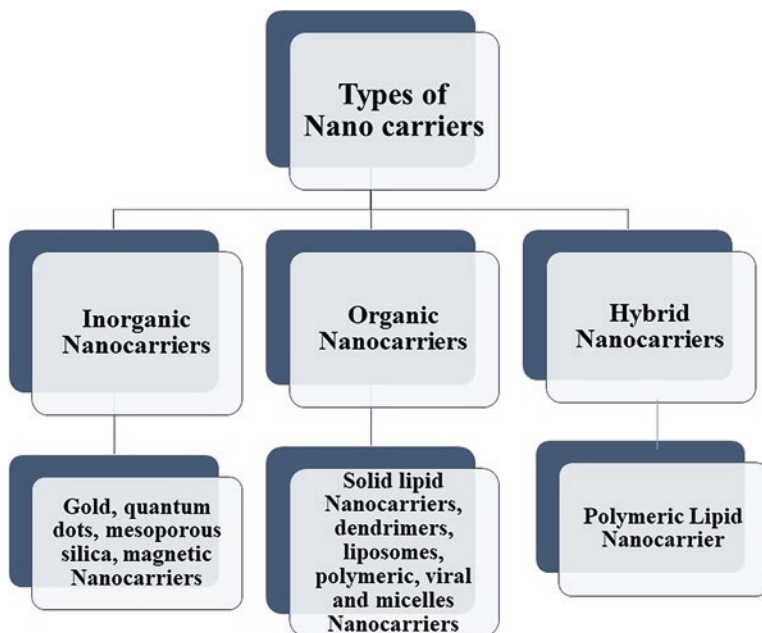 Types of
Nano carriers
Inorganic
Nanocarriers
Organic
Nanocarriers
Hybrid
Nanocarriers
Gold, quantum
dots, mesoporous
silica, magnetic
Nanocarriers
Solid lipid
Nanocarriers,
dendrimers,
liposomes,
polymeric, viral
and micelles
Nanocarriers
Polymeric Lipid
Nanocarrier